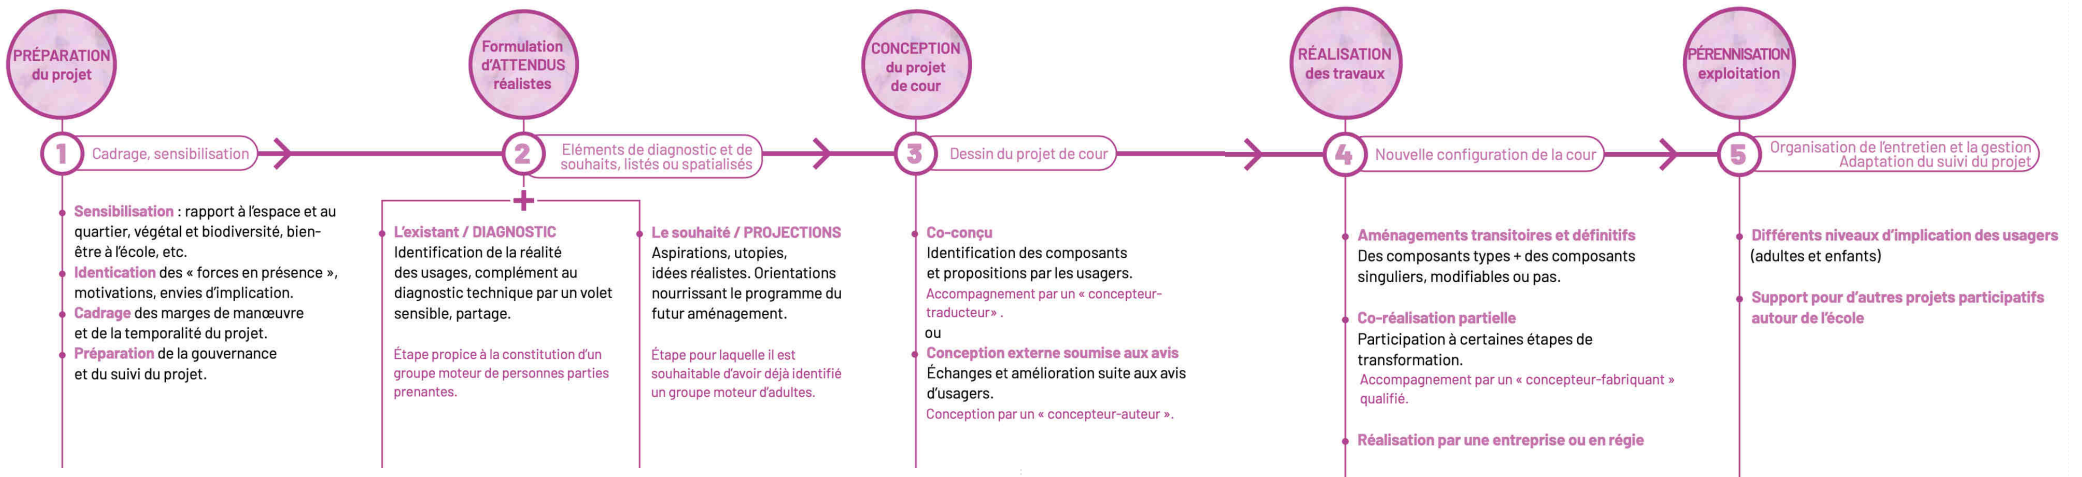 PRÉPARATION
du projet
1
Cadrage, sensibilisation
Sensibilisation : rapport à l'espace et au
quartier, végétal et biodiversité, bien-
être à l'école, etc.
Identication des « forces en présence »,
motivations, envies d'implication.
Cadrage des marges de manœuvre
et de la temporalité du projet.
Préparation de la gouvernance
et du suivi du projet.
Formulation
d'ATTENDUS
réalistes
2
Eléments de diagnostic et de
souhaits, listés ou spatialisés
+
L'existant / DIAGNOSTIC
Identification de la réalité
des usages, complément au
diagnostic technique par un volet
sensible, partage.
Étape propice à la constitution d'un
groupe moteur de personnes parties
prenantes.
Le souhaité / PROJECTIONS
Aspirations, utopies,
idées réalistes. Orientations
nourrissant le programme du
futur aménagement.
Étape pour laquelle il est
souhaitable d'avoir déjà identifié
un groupe moteur d'adultes.
CONCEPTION
du projet
de cour
3
Dessin du projet de cour
Co-conçu
Identification des composants
et propositions par les usagers.
Accompagnement par un « concepteur-
traducteur» .
ou
Conception externe soumise aux avis
Échanges et amélioration suite aux avis
d'usagers.
Conception par un « concepteur-auteur ».
RÉALISATION
des travaux
4
Nouvelle configuration de la cour
Aménagements transitoires et définitifs
Des composants types + des composants
singuliers, modifiables ou pas.
Co-réalisation partielle
Participation à certaines étapes de
transformation.
Accompagnement par un « concepteur-fabriquant »
qualifié.
Réalisation par une entreprise ou en régie
PÉRENNISATION
exploitation
5
Organisation de l'entretien et la gestion
Adaptation du suivi du projet
Différents niveaux d'implication des usagers
(adultes et enfants)
Support pour d'autres projets participatifs
autour de l'école